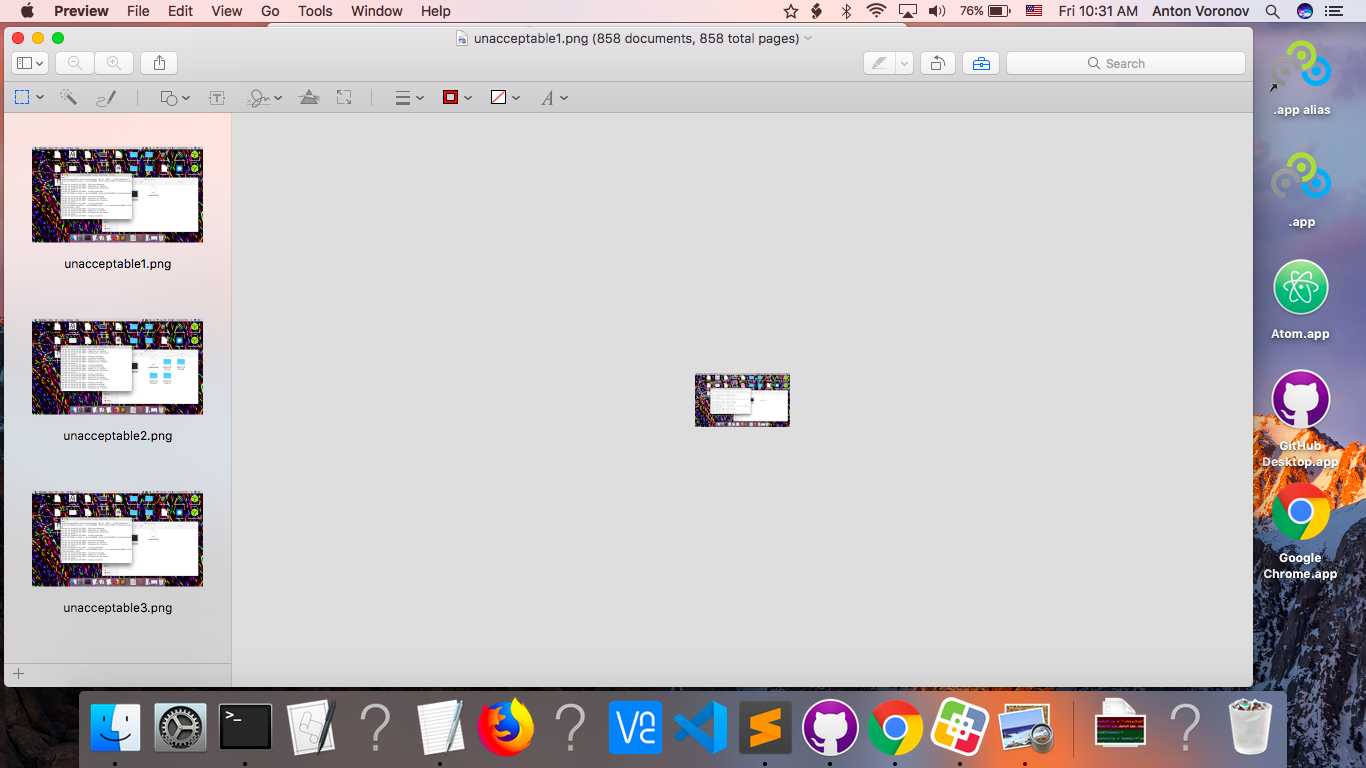 Preview File Edit View Go Tools Window Help 76% Fri 10:31 AM Anton Voronov
unacceptable1.png (858 documents, 858 total pages)
Search
T
A
unacceptable1.png
unacceptable2.png
unacceptable3.png
.app alias
.app
Atom.app
GitHub
Desktop.app
Google
Chrome.app
>_
? ? ?